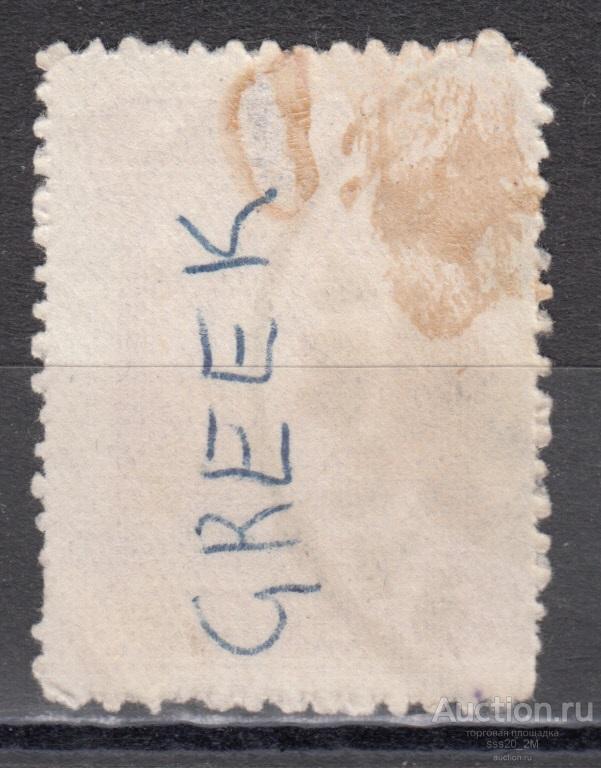 GREEK
Auction.ru
торговая площадка
sss20_2M
auction.ru